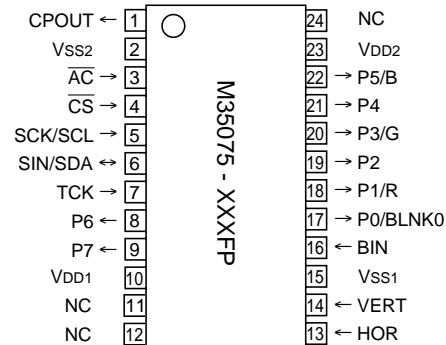 CPOUT ← 1
VSS2 2
A̅C̅ → 3
C̅S̅ → 4
SCK/SCL → 5
SIN/SDA ↔ 6
TCK → 7
P6 ← 8
P7 ← 9
VDD1 10
NC 11
NC 12
M35075 - XXXFP
24 NC
23 VDD2
22 → P5/B
21 → P4
20 → P3/G
19 → P2
18 → P1/R
17 → P0/BLNK0
16 ← BIN
15 VSS1
14 ← VERT
13 ← HOR